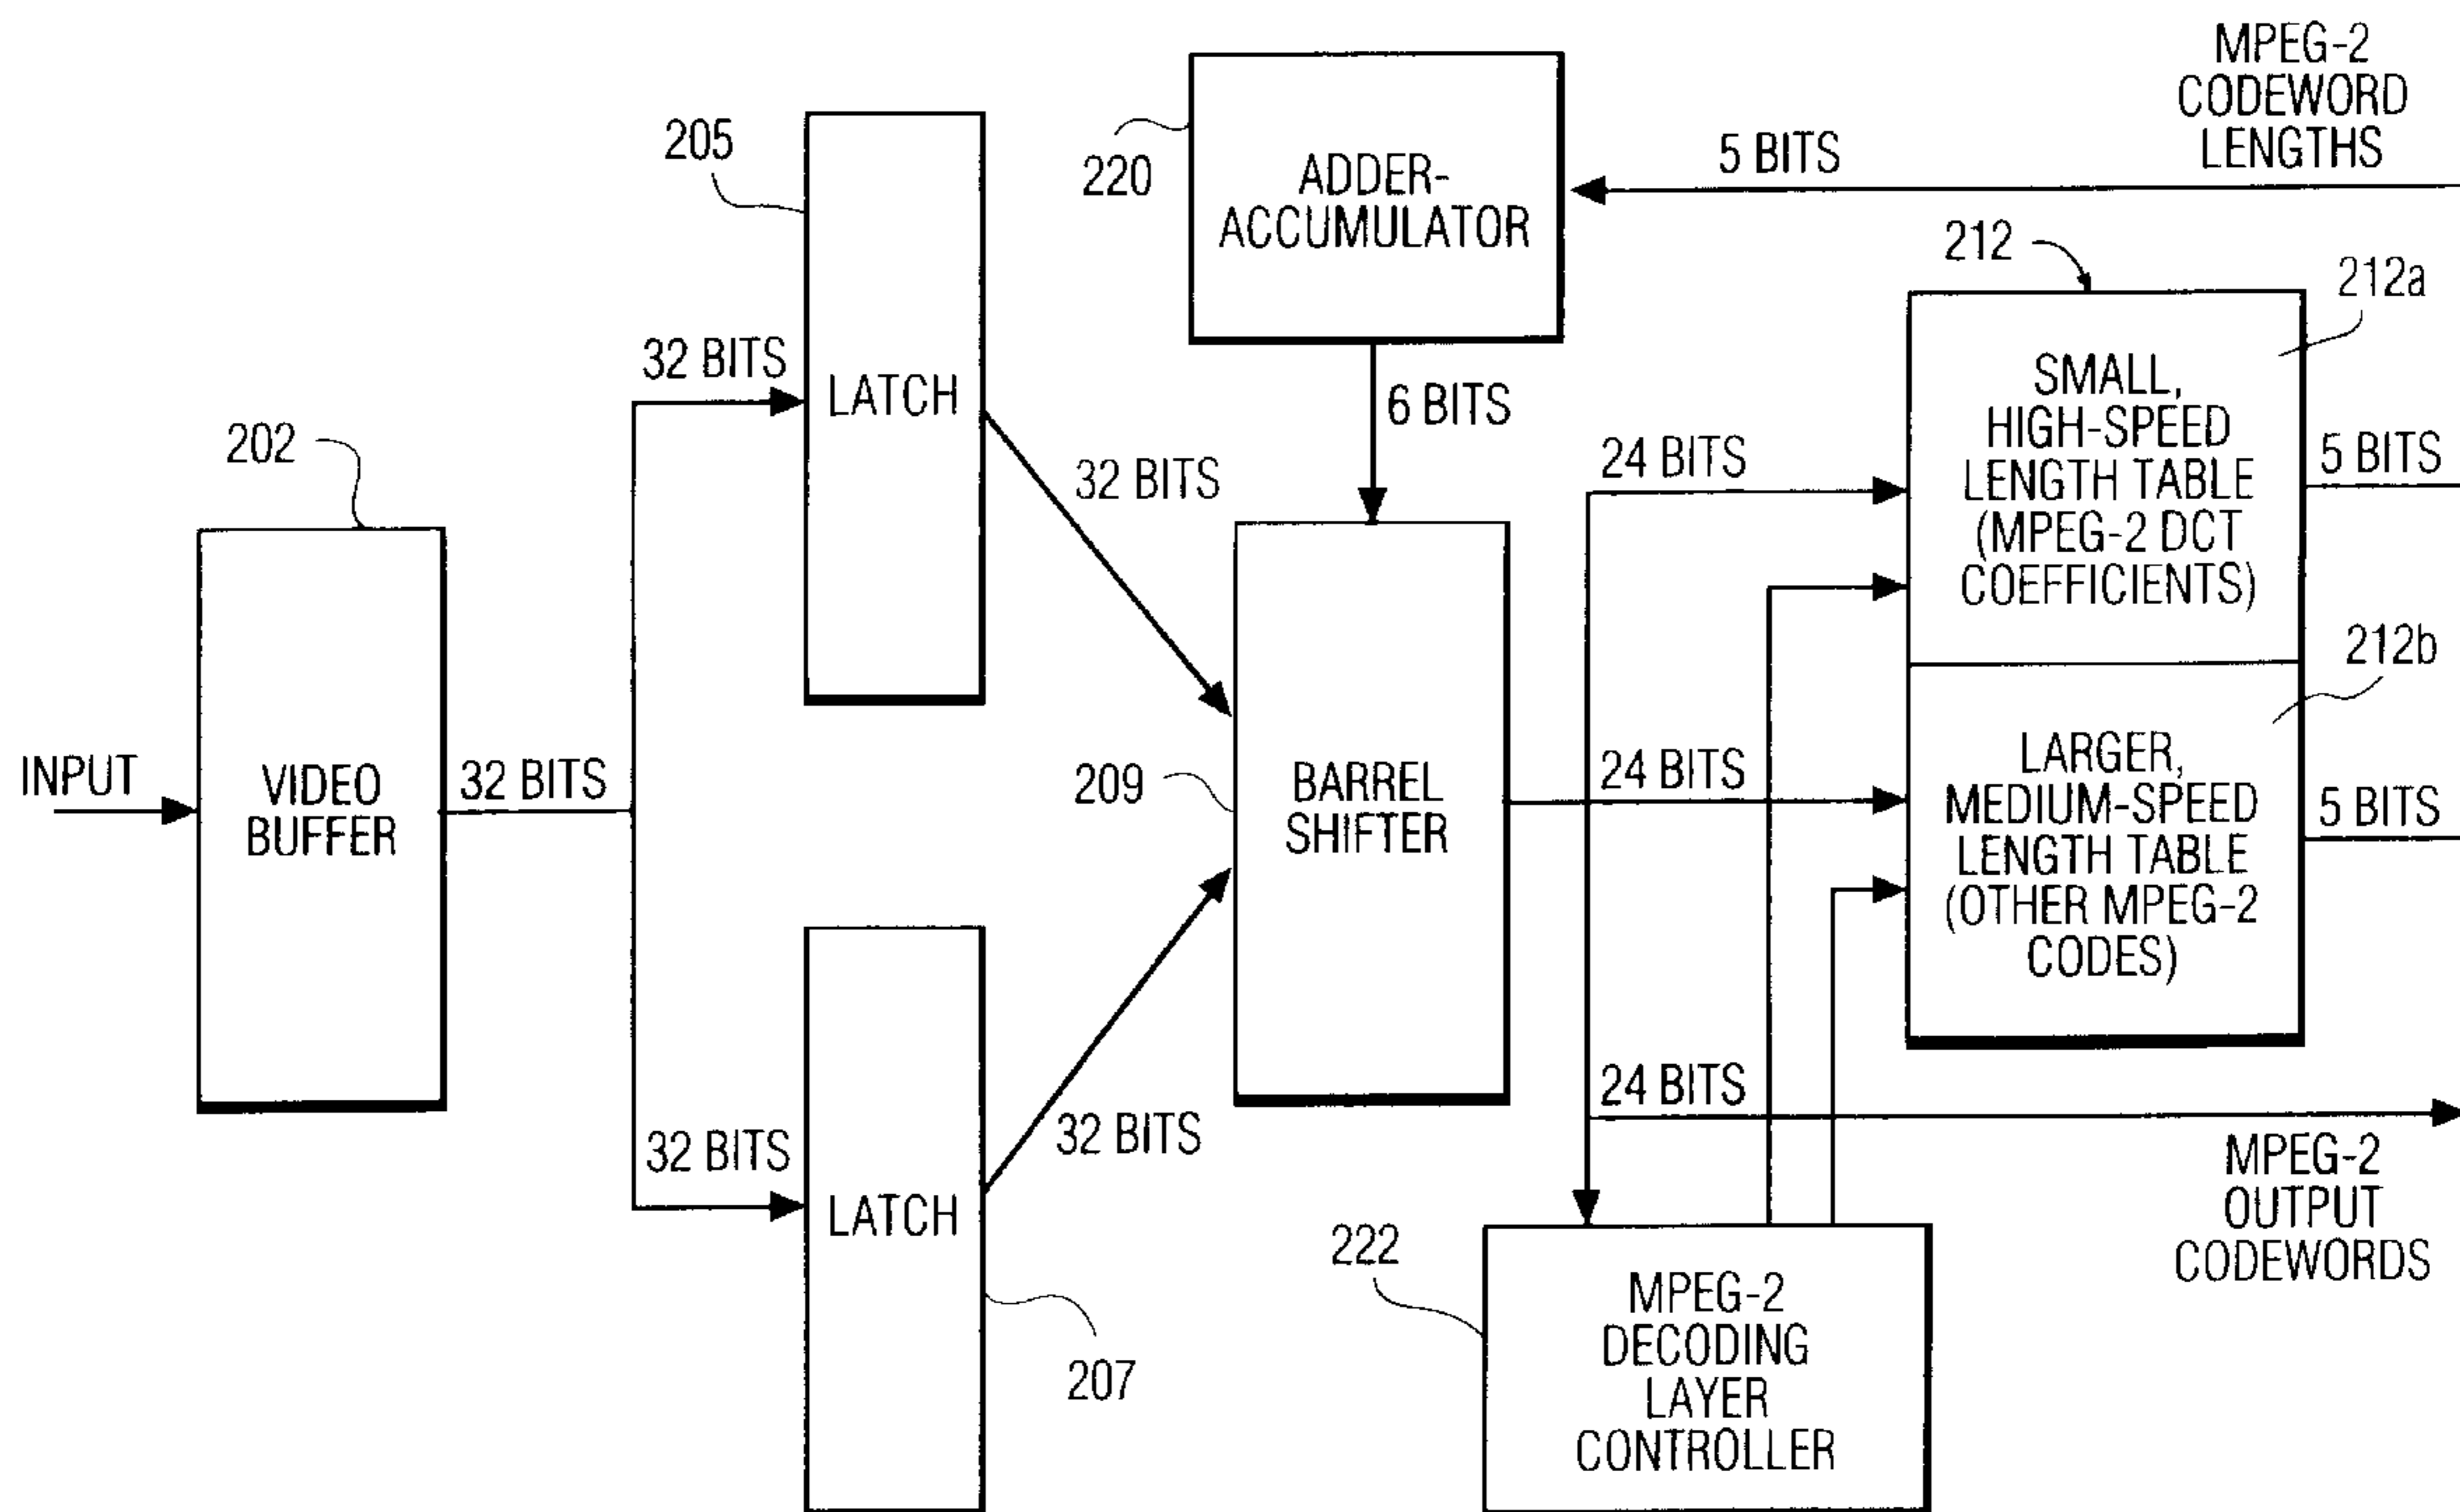 MPEG-2
CODEWORD
LENGTHS
205
220
ADDER-
ACCUMULATOR
5 BITS
212
212a
32 BITS
LATCH
6 BITS
SMALL,
HIGH-SPEED
LENGTH TABLE
(MPEG-2 DCT
COEFFICIENTS)
202
32 BITS
24 BITS
5 BITS
212b
INPUT
VIDEO
BUFFER
32 BITS
209
BARREL
SHIFTER
24 BITS
LARGER,
MEDIUM-SPEED
LENGTH TABLE
(OTHER MPEG-2
CODES)
5 BITS
32 BITS
LATCH
32 BITS
24 BITS
MPEG-2
OUTPUT
CODEWORDS
207
222
MPEG-2
DECODING
LAYER
CONTROLLER